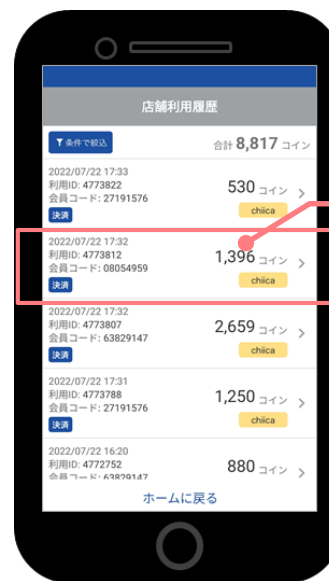 店舗利用履歴
条件で絞込
合計 8,817 コイン
2022/07/22 17:33
利用ID: 4773822
会員コード: 27191576
決済
530 コイン
chiica
2022/07/22 17:32
利用ID: 4773812
会員コード: 08054959
決済
1,396 コイン
chiica
2022/07/22 17:32
利用ID: 4773807
会員コード: 63829147
決済
2,659 コイン
chiica
2022/07/22 17:31
利用ID: 4773788
会員コード: 27191576
決済
1,250 コイン
chiica
2022/07/22 16:20
利用ID: 4772752
会員コード: 63829147
880 コイン
ホームに戻る